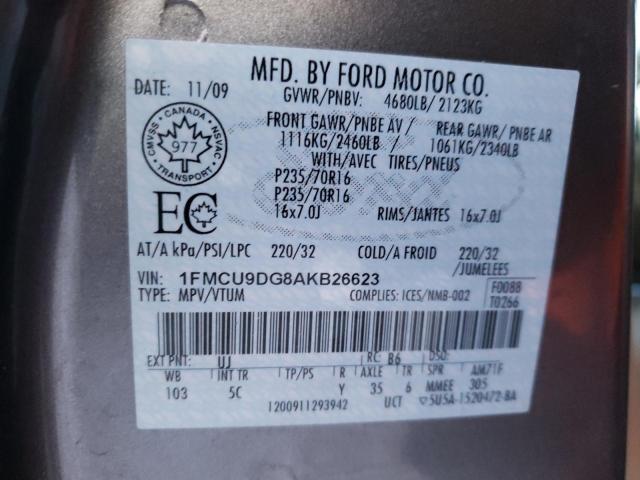 MFD. BY FORD MOTOR CO.
DATE: 11/09
GVWR/PNBV: 4680LB/ 2123KG
FRONT GAWR/PNBE AV / REAR GAWR/ PNBE AR
1116KG/2460LB / 1061KG/2340LB
WITH/AVEC TIRES/PNEUS
P235/70R16
P235/70R16
16x7.0J RIMS/JANTES 16x7.0J
CANADA
CMVSS NSVAC
977
TRANSPORT
EC
AT/A kPa/PSI/LPC 220/32 COLD/A FROID 220/32
/JUMELEES
VIN: 1FMCU9DG8AKB26623
TYPE: MPV/VTUM COMPLIES: ICES/NMB-002
F0088
T0266
EXT PNT: UJ RC: B6 DSO:
WB INT TR TP/PS R AXLE TR SPR AM71F
103 5C Y 35 6 MMEE 305
1200911293942 UCT 5U5A-1520472-BA